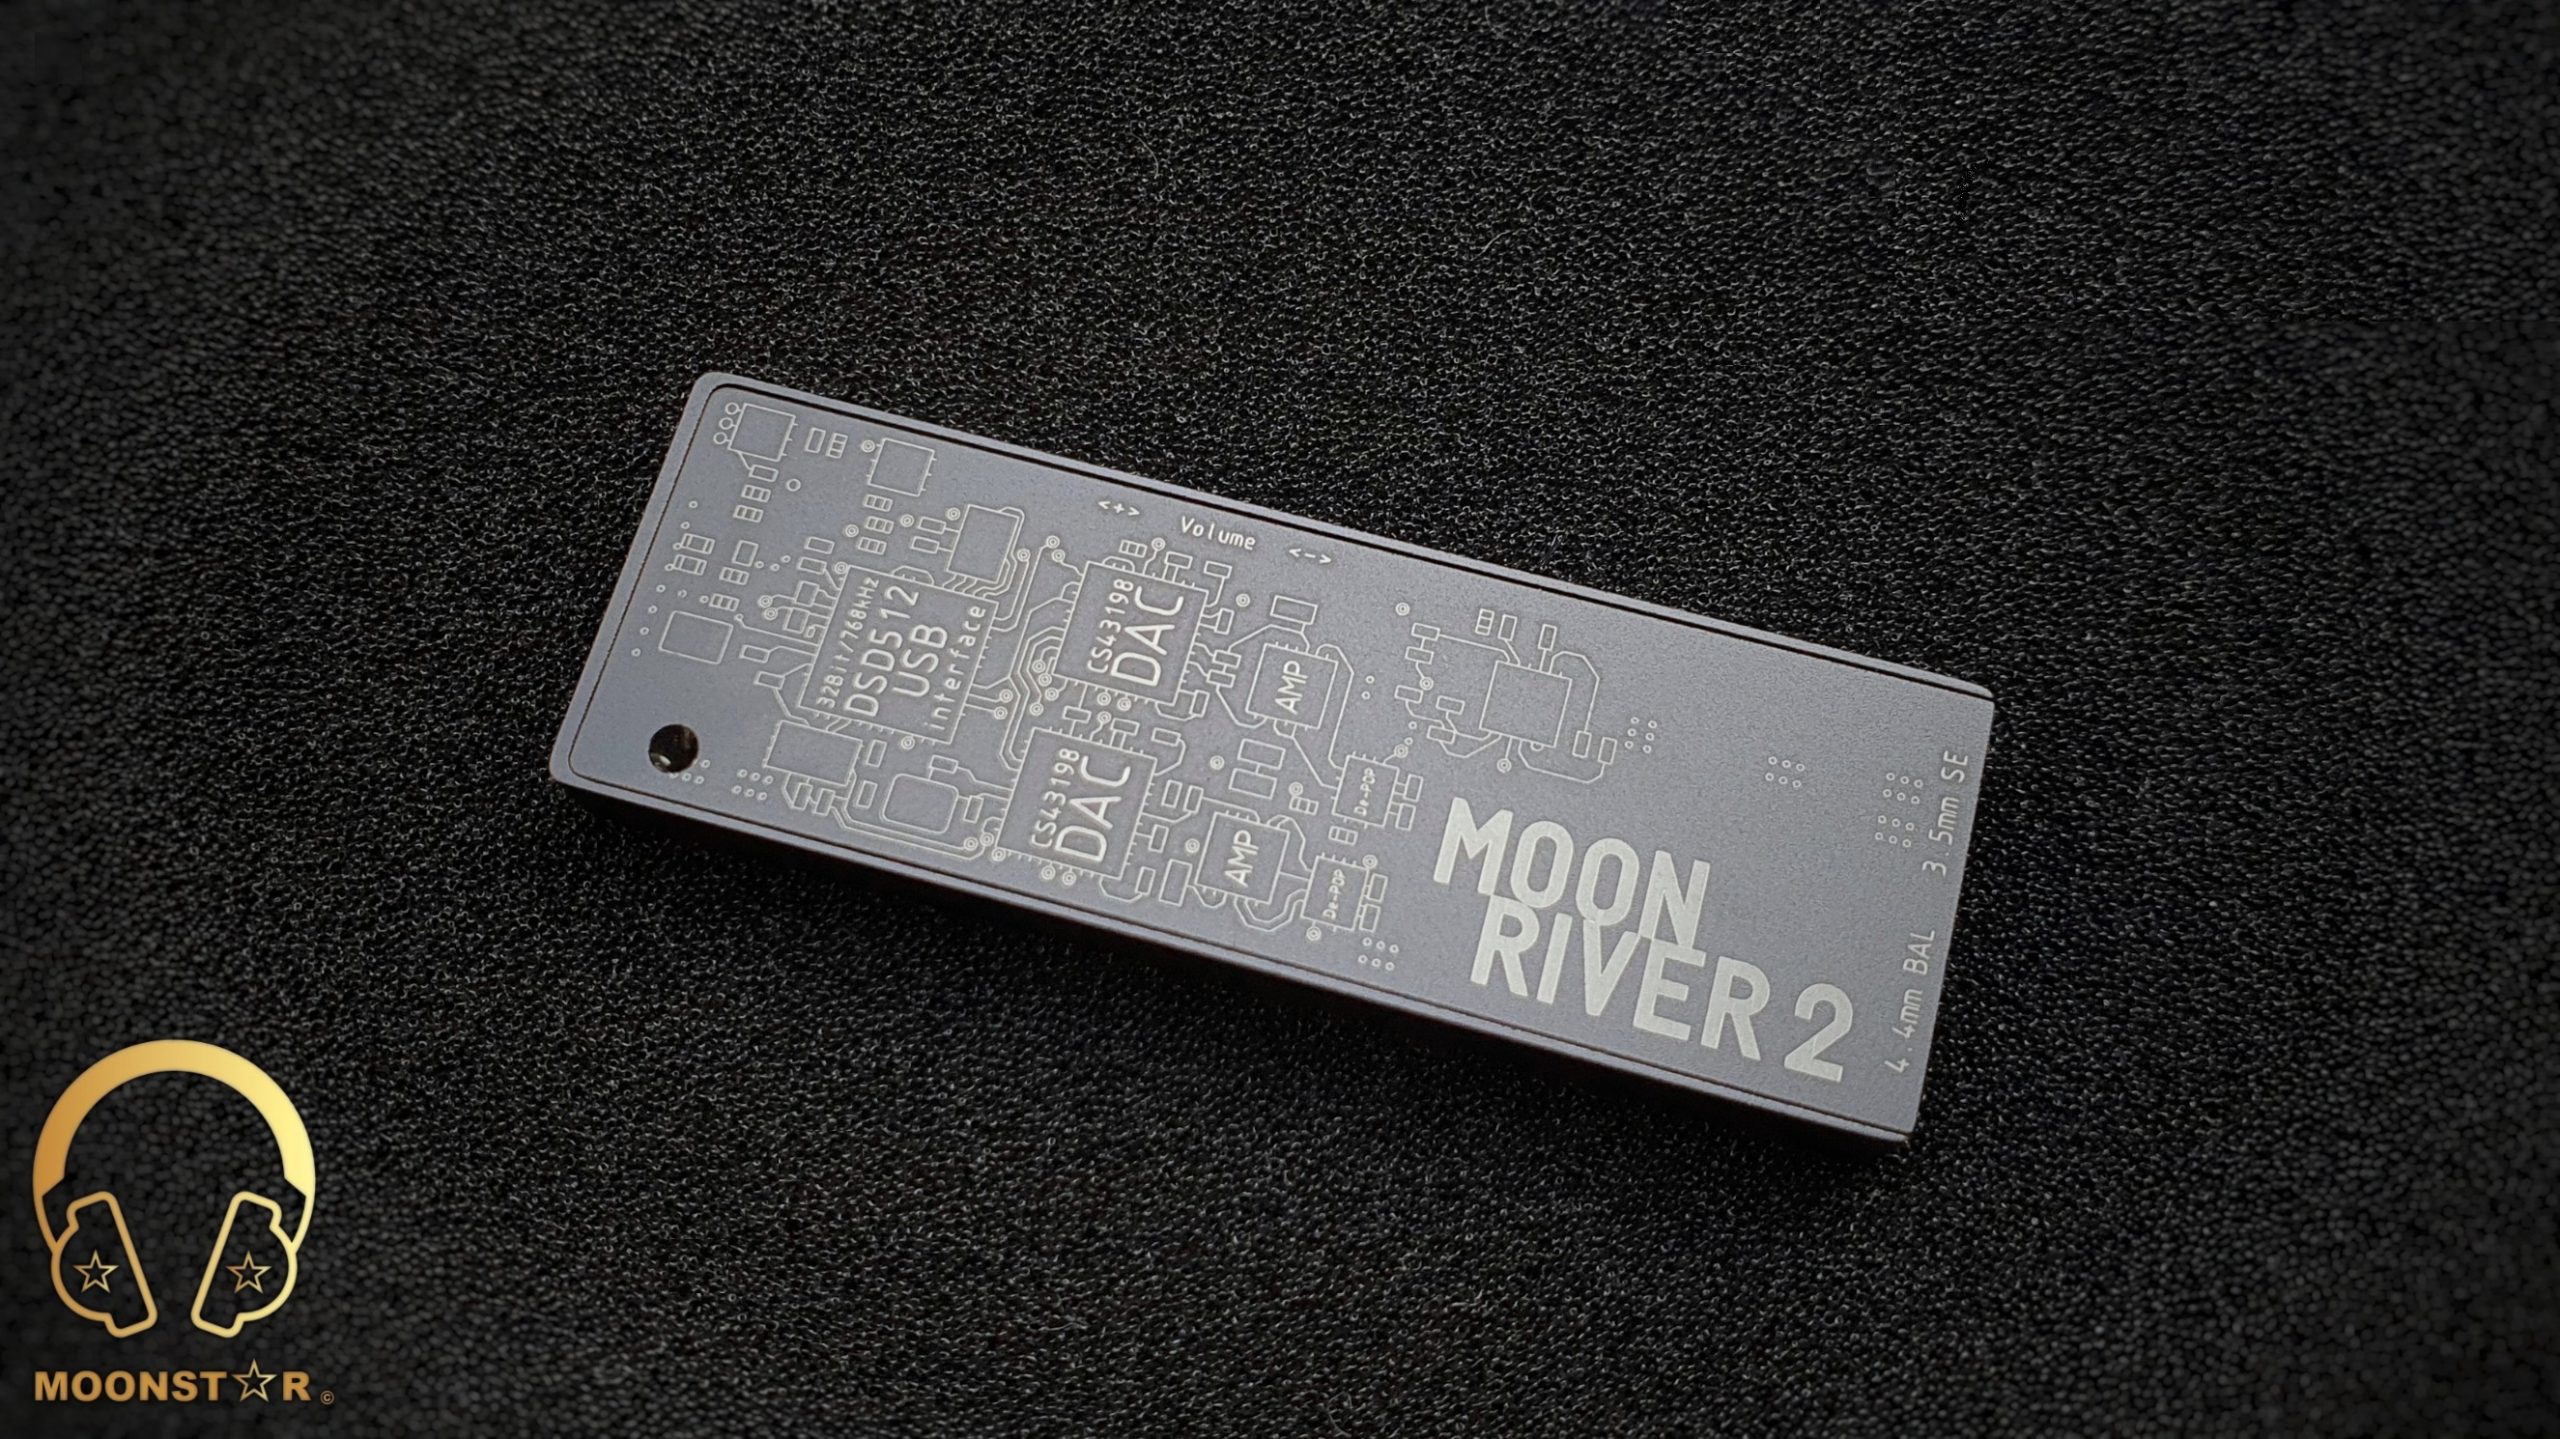 <+> Volume <->
32Bit/768kHz
DSD512
USB
interface
CS43198
DAC
CS43198
DAC
AMP
AMP
De-POP
De-POP
MOON
RIVER 2
3.5mm SE
4.4mm BAL
MOONST☆R ©